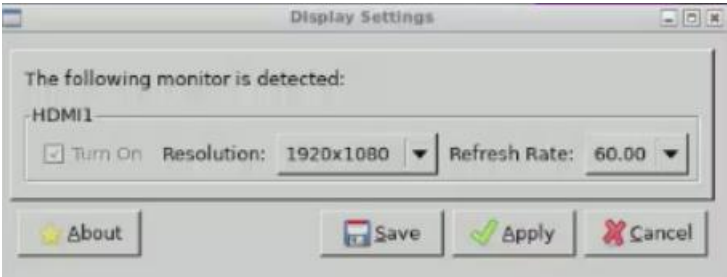 Display Settings
The following monitor is detected:
HDMI1
Turn On Resolution: 1920x1080 Refresh Rate: 60.00
About Save Apply Cancel